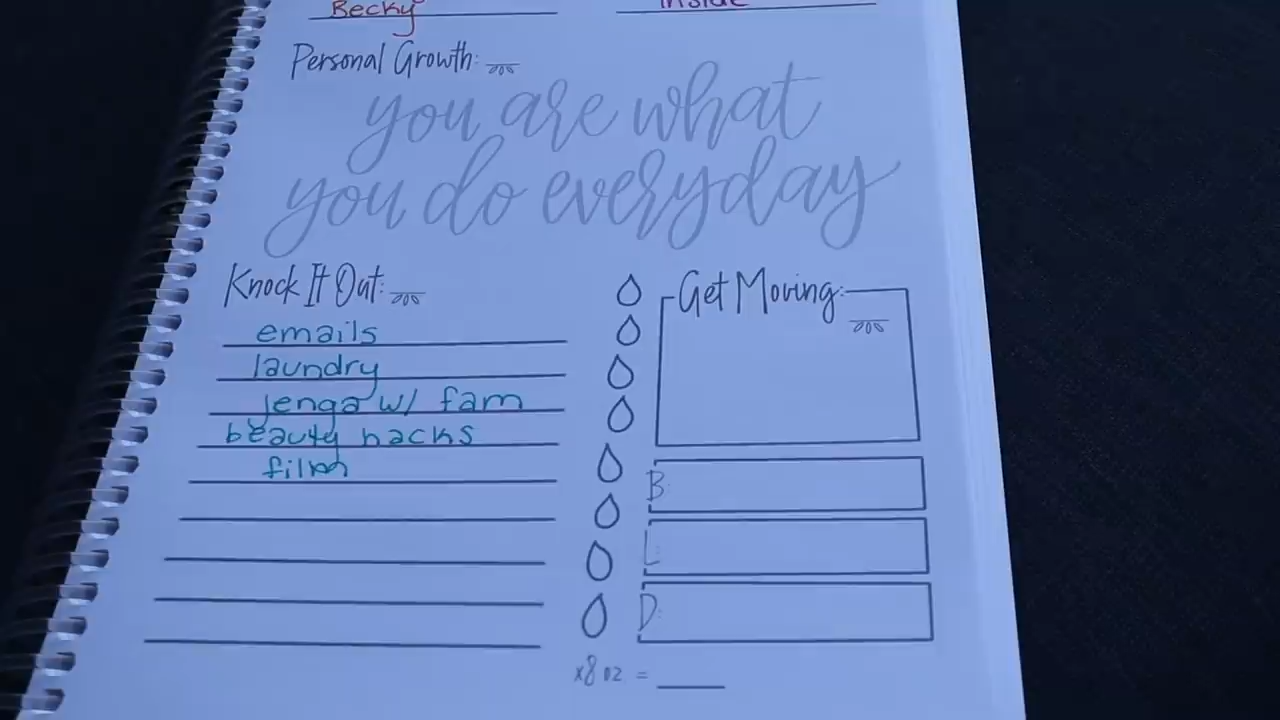 Becky inside
Personal Growth:
you are what
you do everyday
Knock It Out:
Get Moving:
emails
laundry
jenga w/ fam
beauty hacks
film
B:
L:
D:
x8 oz =